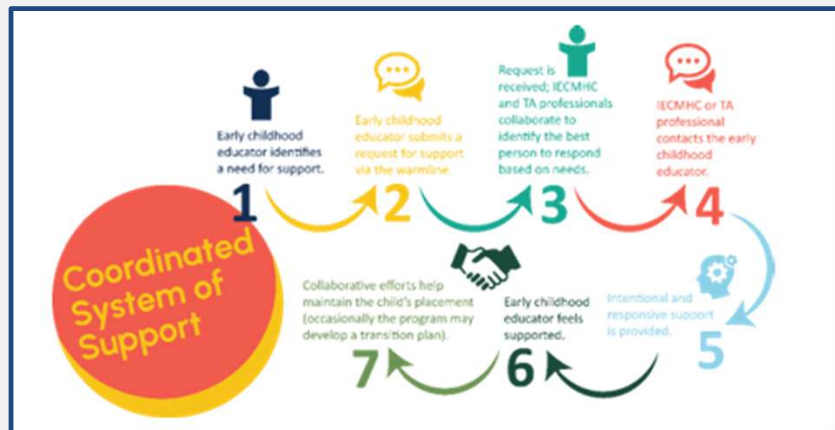 Coordinated
System of
Support
Early childhood
educator identifies
a need for support.
1
Early childhood
educator submits a
request for support
via the warmline.
2
Request is
received; IECMHC
and TA professionals
collaborate to
identify the best
person to respond
based on needs.
3
IECMHC or TA
professional
contacts the early
childhood
educator.
4
Intentional and
responsive support
is provided.
5
Early childhood
educator feels
supported.
6
Collaborative efforts help
maintain the child's placement
(occasionally the program may
develop a transition plan).
7